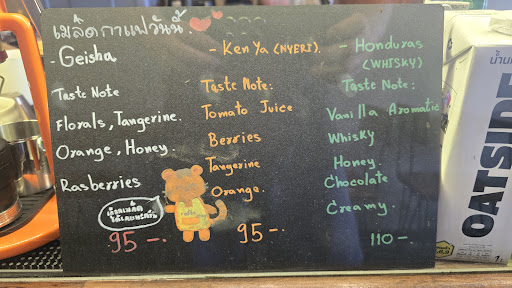 เมล็ดกาแฟวันนี้
- Geisha
Taste Note
Florals, Tangerine.
Orange, Honey.
Rasberries
95 -.
- Kenya (NYERI).
Taste Note:
Tomato Juice
Berries
Tangerine
Orange.
95 -.
- Honduras
(WHISKY)
Taste Note:
Vanilla Aromatic
Whisky
Honey.
Chocolate
Creamy.
110 -.
OATSIDE